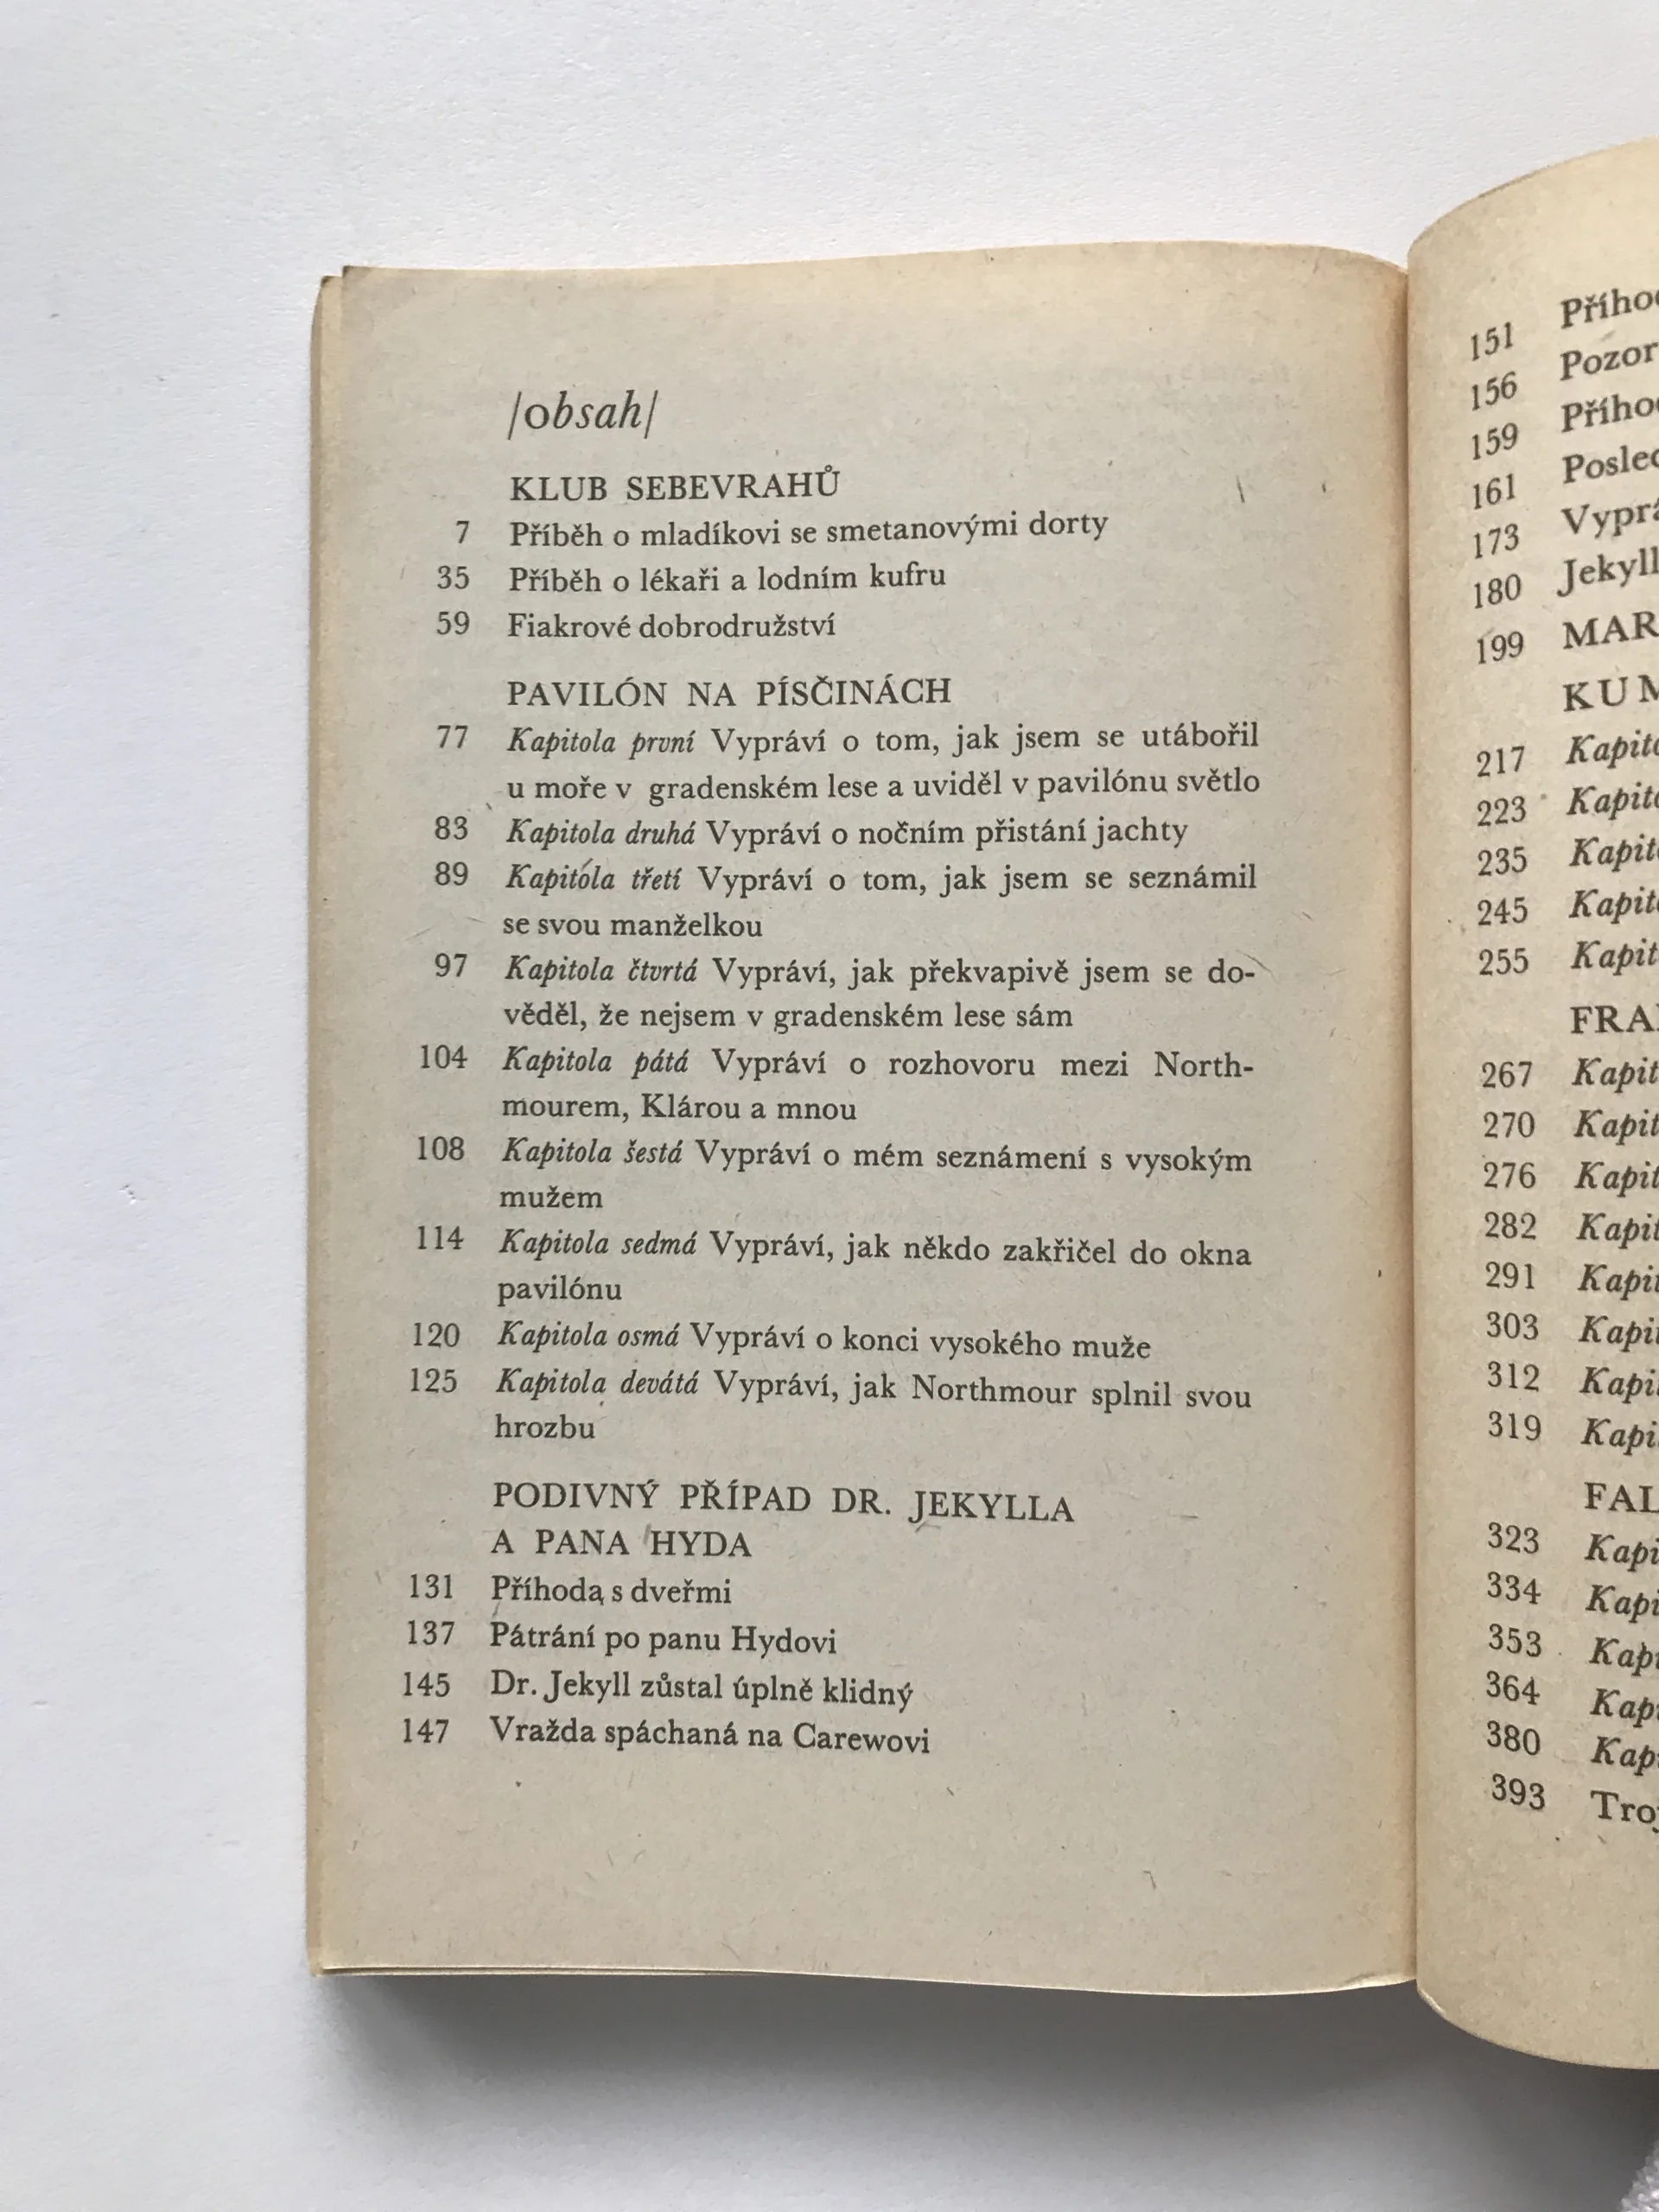 /obsah/
KLUB SEBEVRAHŮ
7 Příběh o mladíkovi se smetanovými dorty
35 Příběh o lékaři a lodním kufru
59 Fiakrové dobrodružství
PAVILÓN NA PÍSČINÁCH
77 Kapitola první Vypráví o tom, jak jsem se utábořil
u moře v gradenském lese a uviděl v pavilónu světlo
83 Kapitola druhá Vypráví o nočním přistání jachty
89 Kapitola třetí Vypráví o tom, jak jsem se seznámil
se svou manželkou
97 Kapitola čtvrtá Vypráví, jak překvapivě jsem se do-
věděl, že nejsem v gradenském lese sám
104 Kapitola pátá Vypráví o rozhovoru mezi North-
mourem, Klárou a mnou
108 Kapitola šestá Vypráví o mém seznámení s vysokým
mužem
114 Kapitola sedmá Vypráví, jak někdo zakřičel do okna
pavilónu
120 Kapitola osmá Vypráví o konci vysokého muže
125 Kapitola devátá Vypráví, jak Northmour splnil svou
hrozbu
PODIVNÝ PŘÍPAD DR. JEKYLLA
A PANA HYDA
131 Příhoda s dveřmi
137 Pátrání po panu Hydovi
145 Dr. Jekyll zůstal úplně klidný
147 Vražda spáchaná na Carewovi
151
156 Pozor
159
161
173
180 Jekyll
199
217
223
235
245
255
267
270
276
282
291
303
312
319
323
334
353
364
380
393